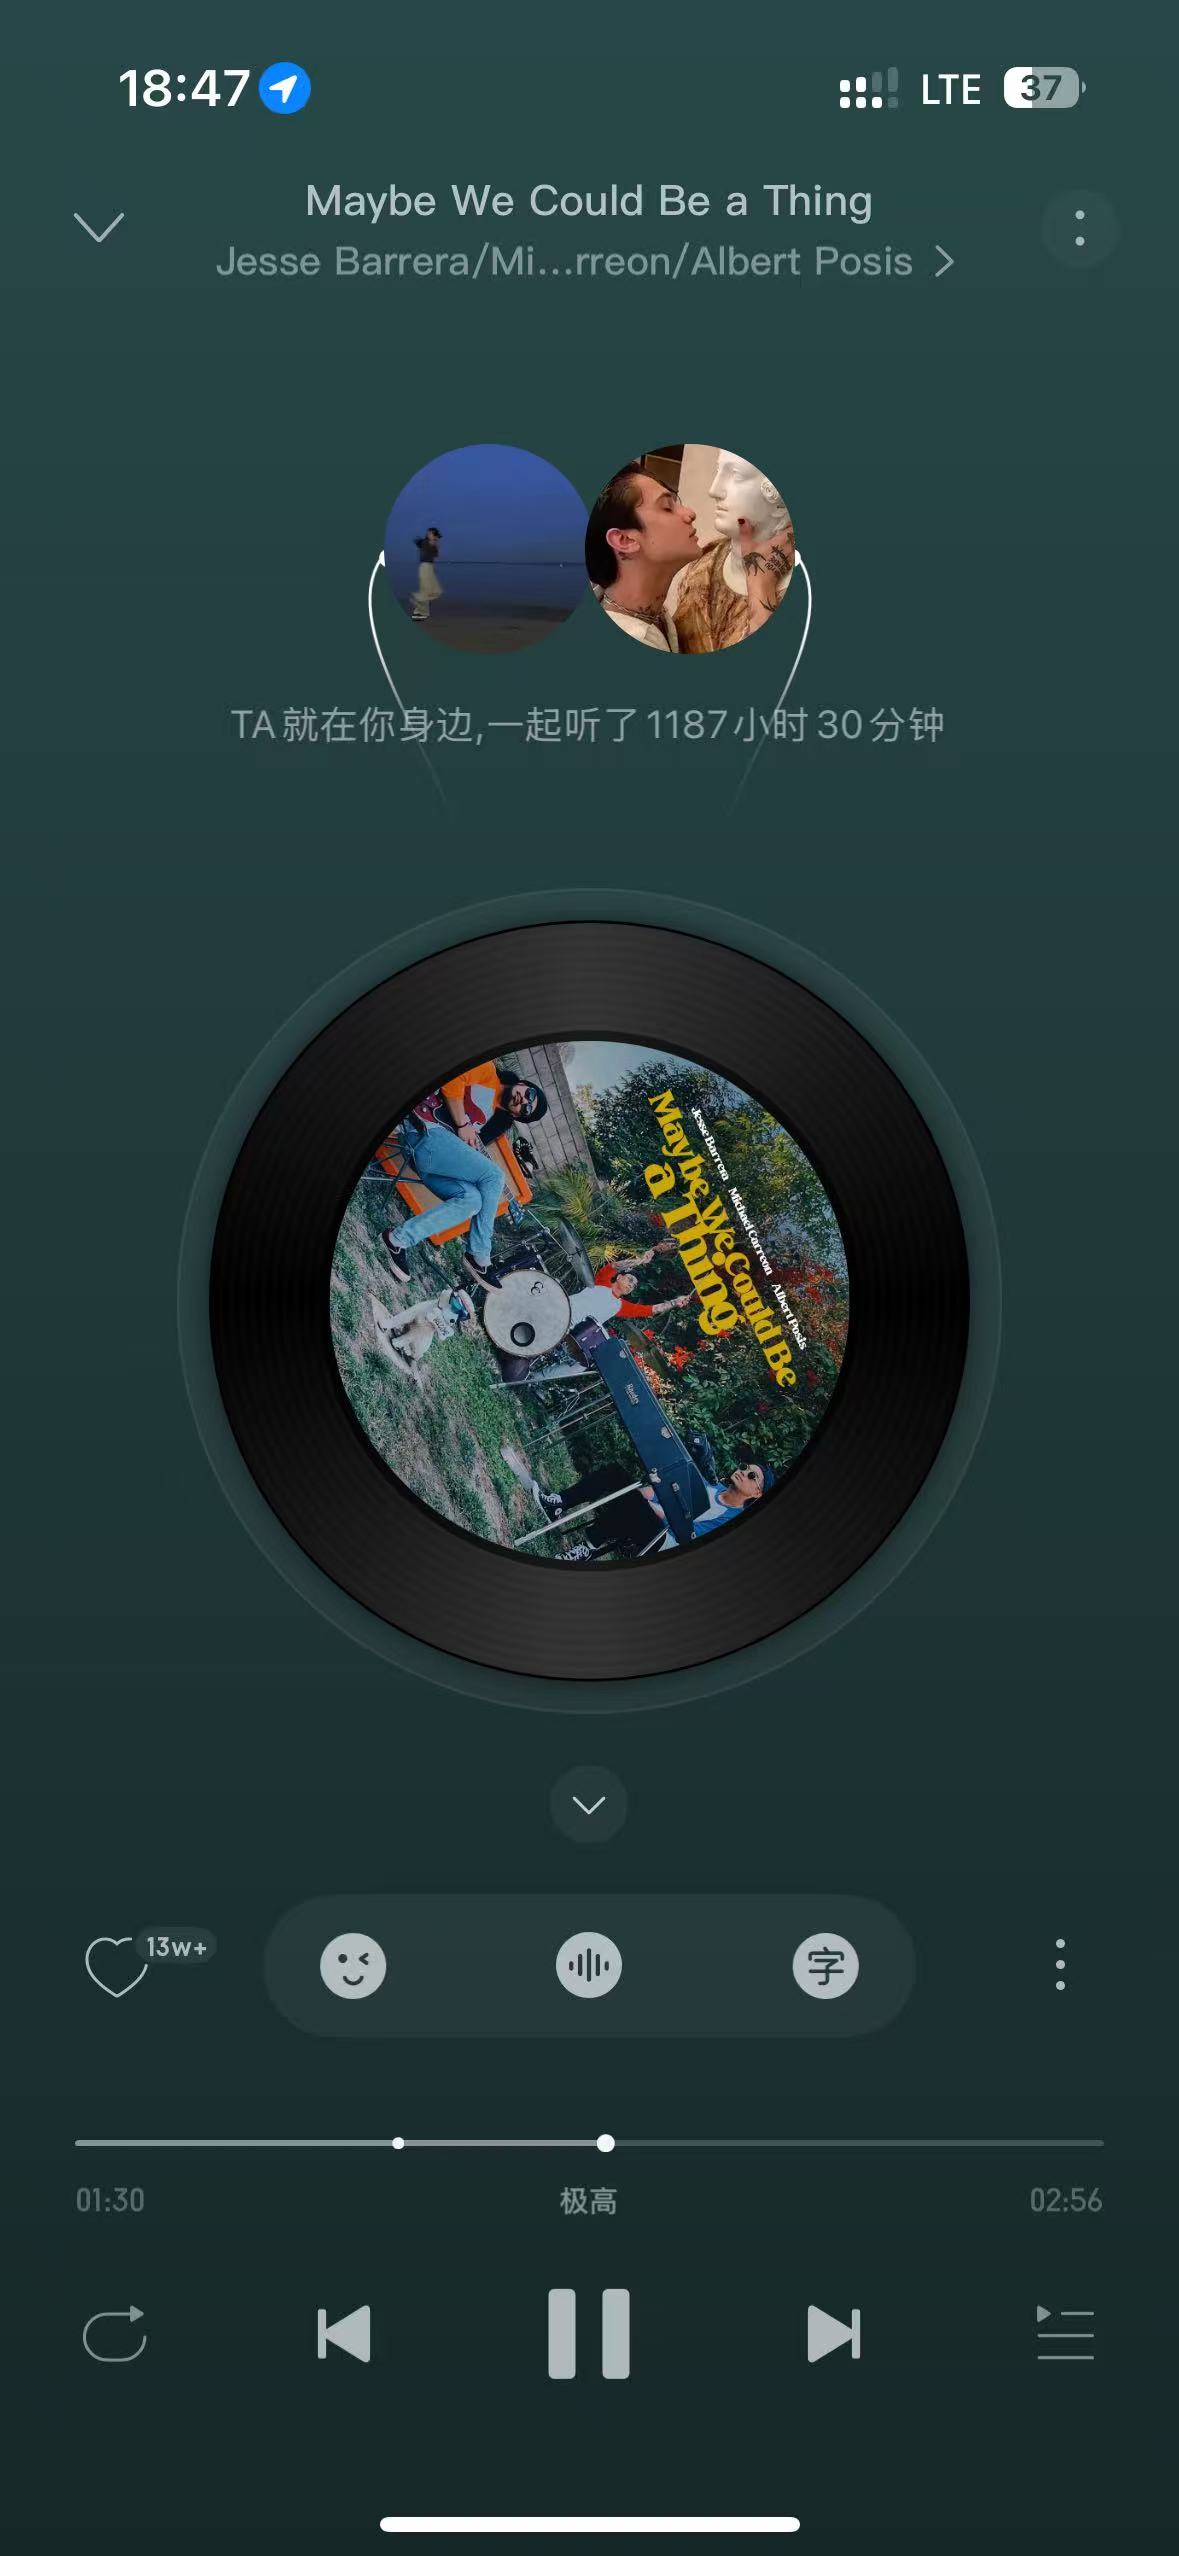 18:47
LTE 37
Maybe We Could Be a Thing
Jesse Barrera/Mi...rreon/Albert Posis
TA就在你身边,一起听了1187小时30分钟
Jesse Barrera Michael Carreon Albert Posis
Maybe We Could Be
a Thing
13w+
字
01:30 极高 02:56